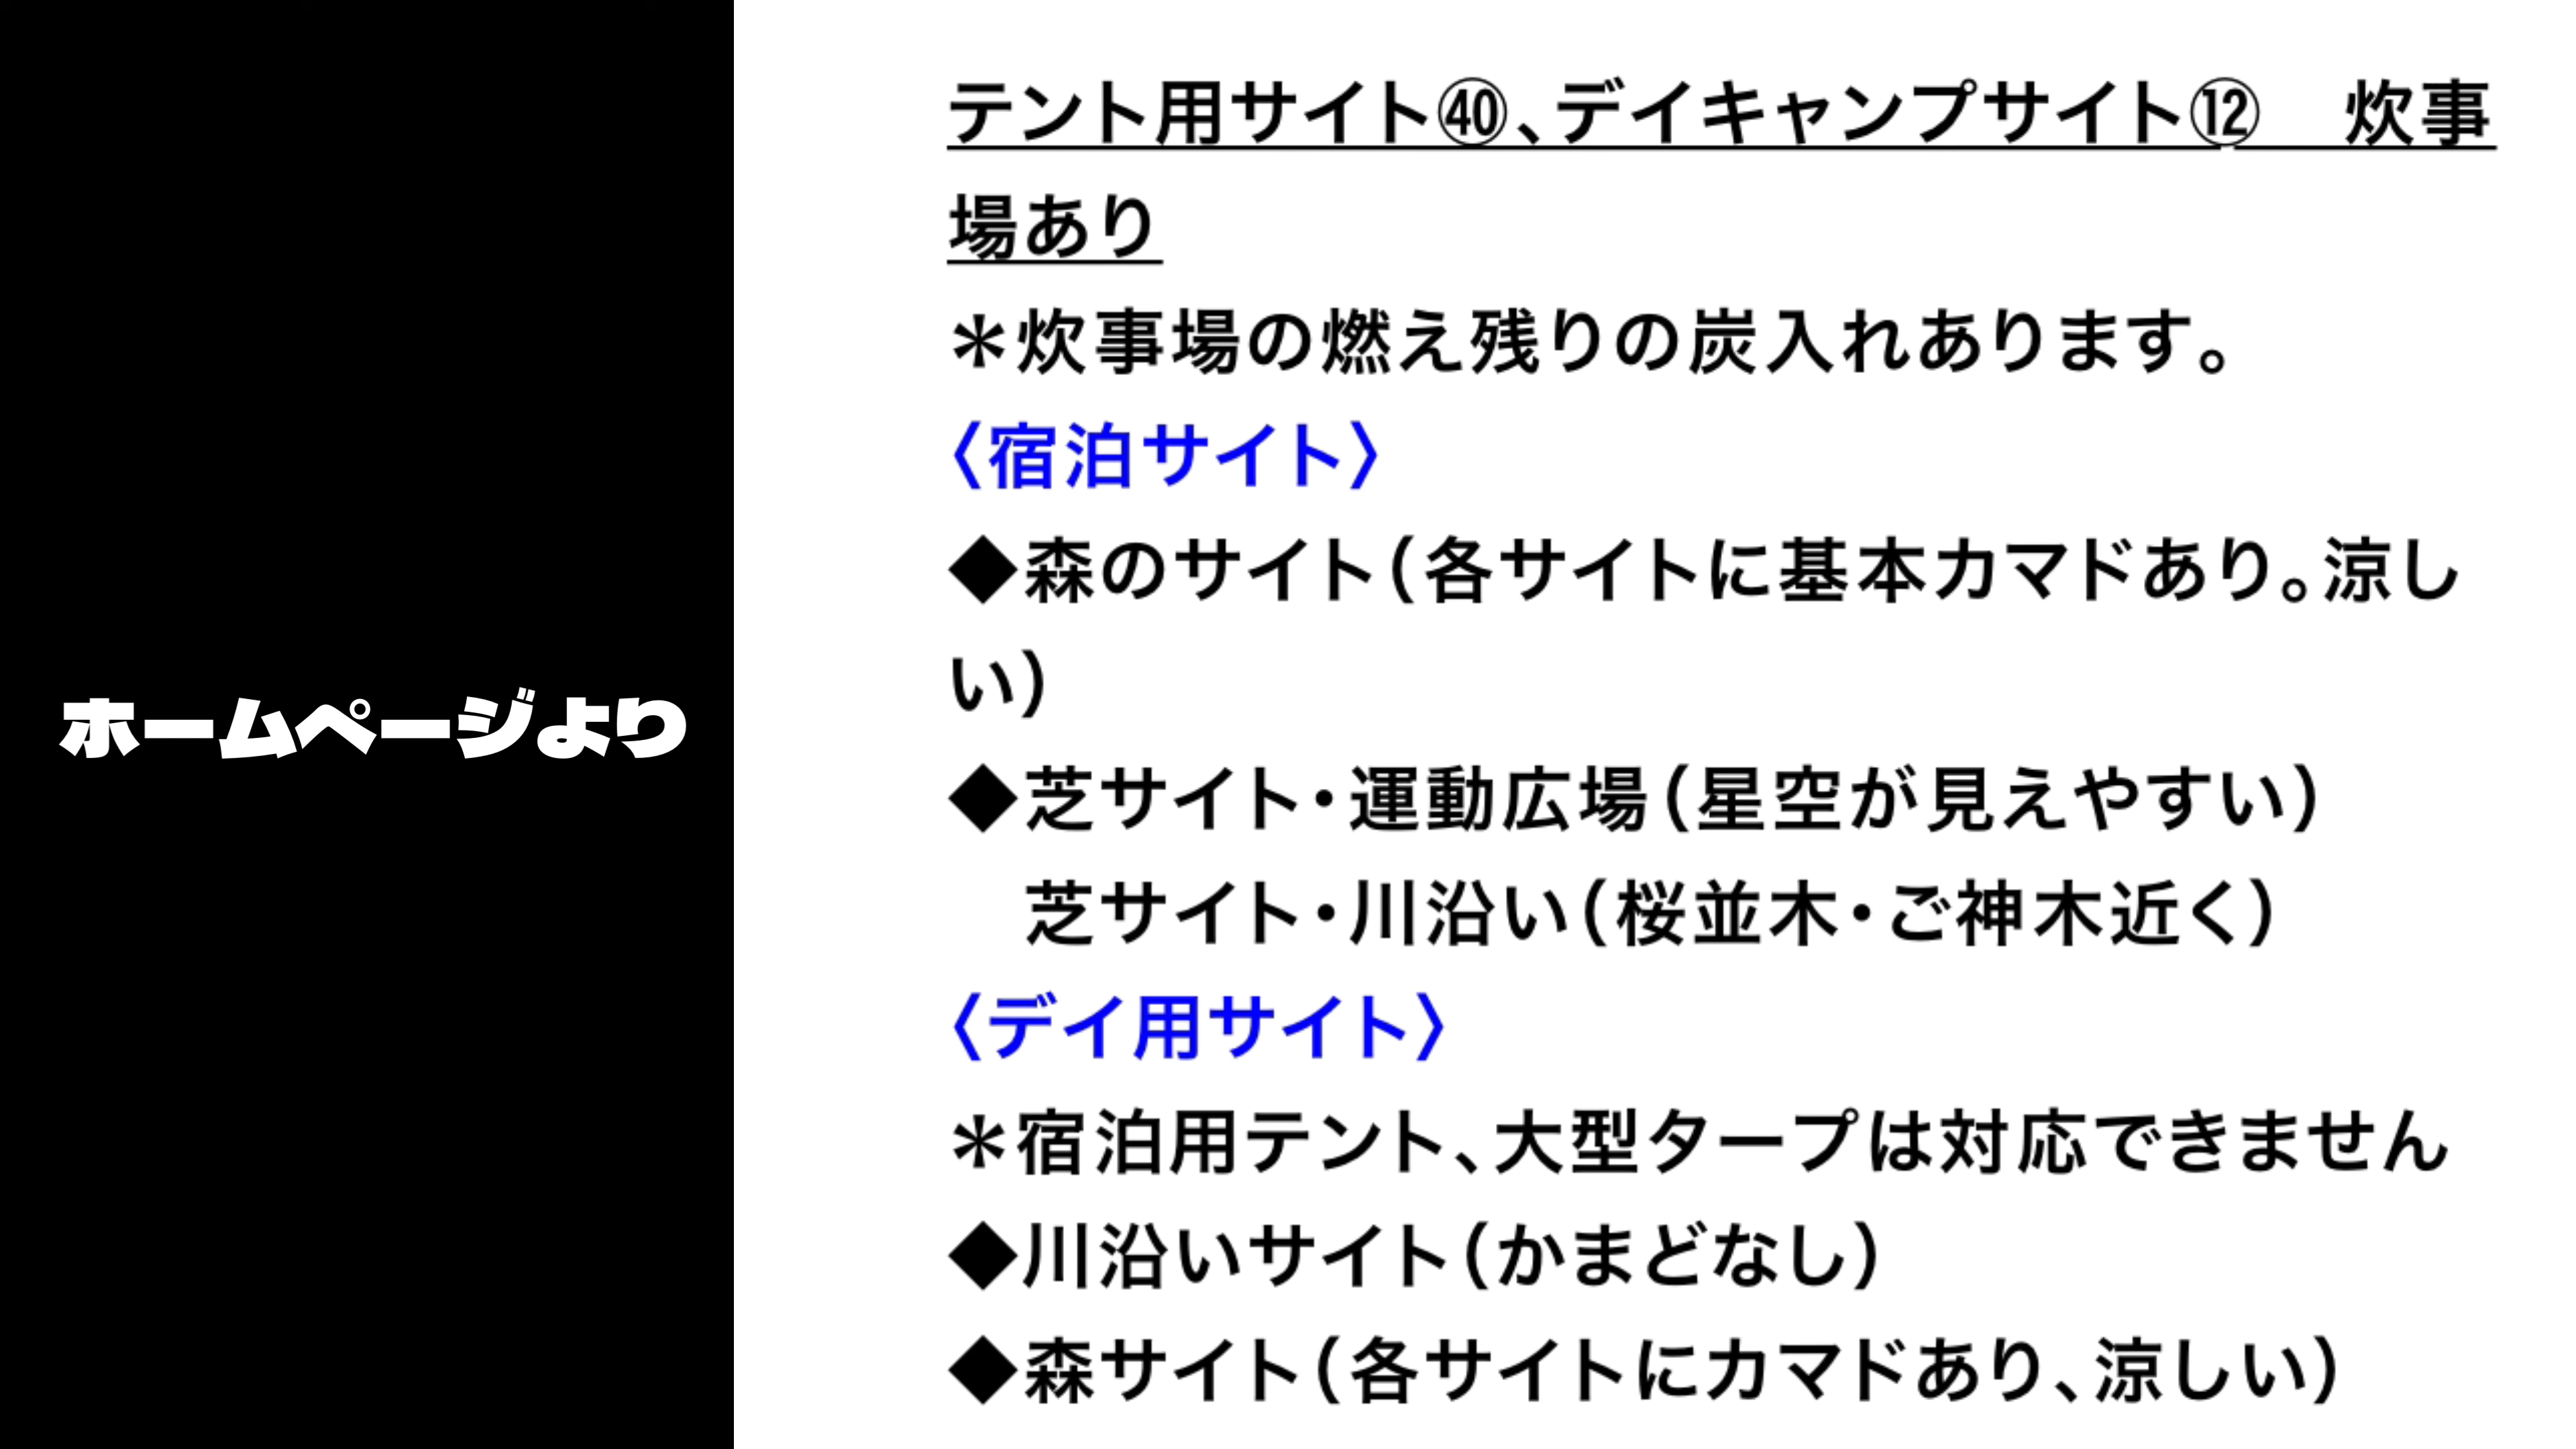 ホームページより
テント用サイト㊵、デイキャンプサイト⑫　炊事
場あり
＊炊事場の燃え残りの炭入れあります。
〈宿泊サイト〉
◆森のサイト（各サイトに基本カマドあり。涼し
い）
◆芝サイト・運動広場（星空が見えやすい）
　芝サイト・川沿い（桜並木・ご神木近く）
〈デイ用サイト〉
＊宿泊用テント、大型タープは対応できません
◆川沿いサイト（かまどなし）
◆森サイト（各サイトにカマドあり、涼しい）